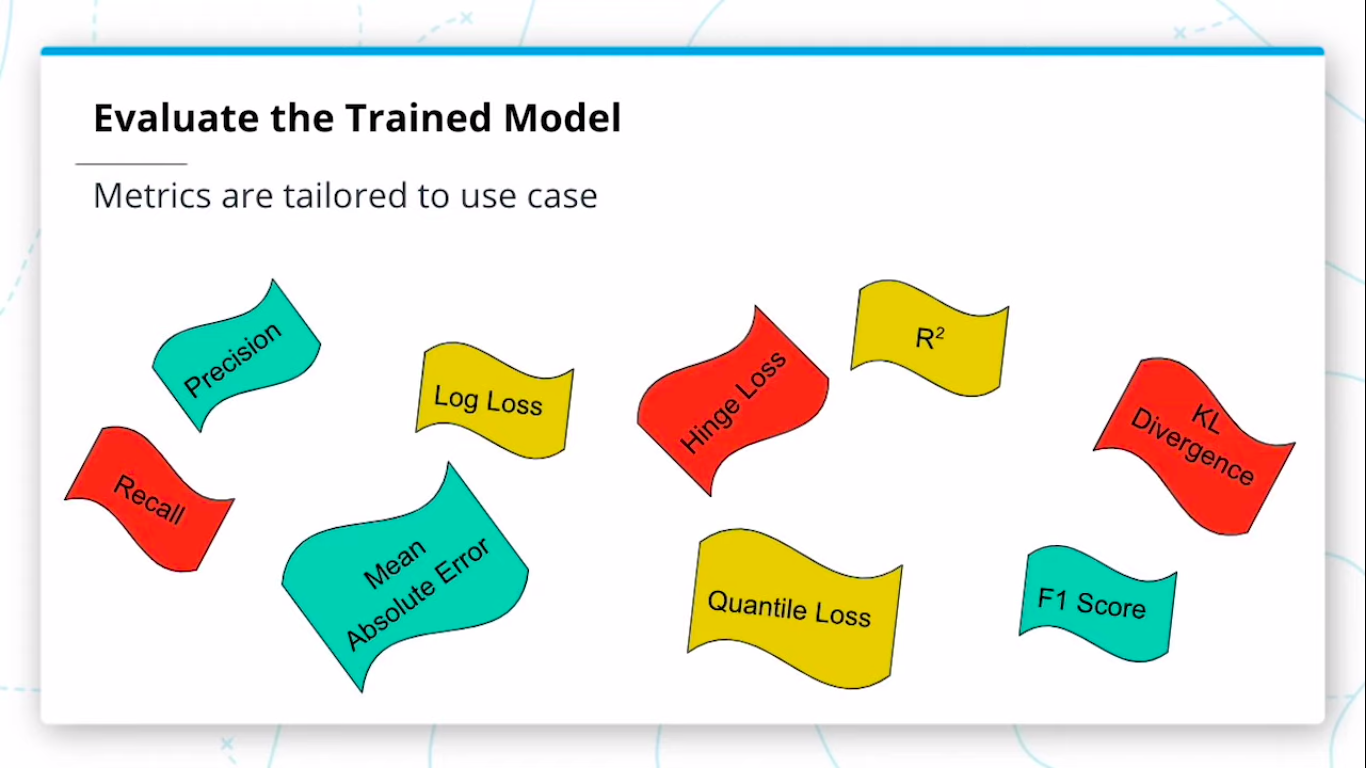 Evaluate the Trained Model
Metrics are tailored to use case
Precision
Log Loss
Hinge Loss
R²
KL
Divergence
Recall
Mean
Absolute Error
Quantile Loss
F1 Score